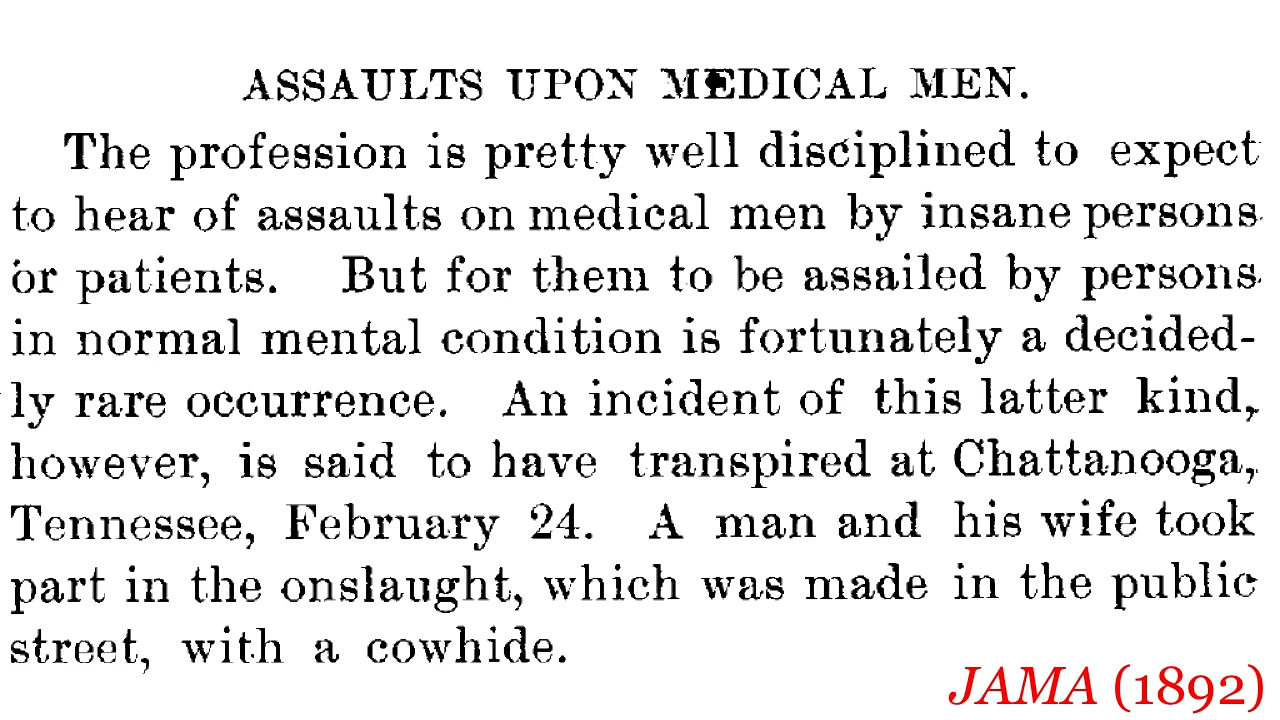 ASSAULTS UPON MEDICAL MEN.
The profession is pretty well disciplined to expect
to hear of assaults on medical men by insane persons
or patients. But for them to be assailed by persons
in normal mental condition is fortunately a decided-
ly rare occurrence. An incident of this latter kind,
however, is said to have transpired at Chattanooga,
Tennessee, February 24. A man and his wife took
part in the onslaught, which was made in the public
street, with a cowhide.
JAMA (1892)